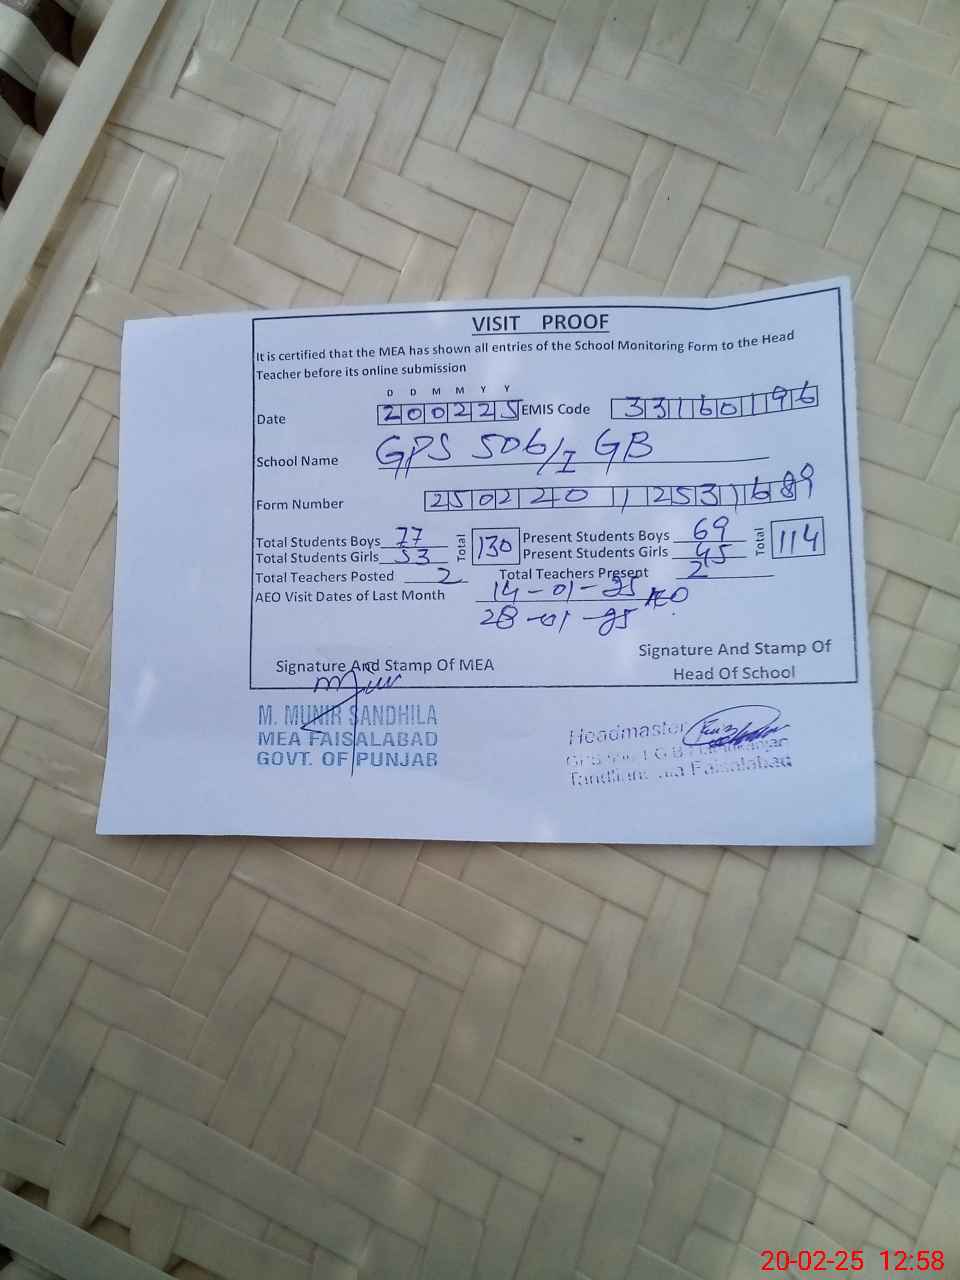 VISIT PROOF
It is certified that the MEA has shown all entries of the School Monitoring Form to the Head
Teacher before its online submission
D D M M Y Y
Date 200225 EMIS Code 33160196
School Name GPS 506/I GB
Form Number
Total Students Boys 77 Total 130 Present Students Boys 69 Total 114
Total Students Girls 53 Present Students Girls 45
Total Teachers Posted 2 Total Teachers Present 2
AEO Visit Dates of Last Month 14-01-25 AEO
28-01-25
Signature And Stamp Of MEA Signature And Stamp Of
Head Of School
M. MUNIR SANDHILA
MEA FAISALABAD
GOVT. OF PUNJAB
Headmaster
GPS G B
Faisalabad
20-02-25 12:58